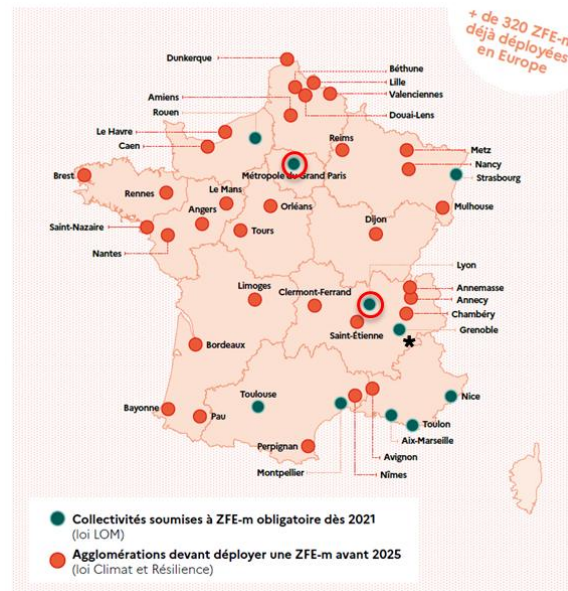 + de 320 ZFE-m
déjà déployées
en Europe
Dunkerque
Béthune
Lille
Valenciennes
Amiens
Douai-Lens
Rouen
Le Havre
Caen
Reims
Metz
Nancy
Métropole du Grand Paris
Strasbourg
Brest
Rennes
Le Mans
Orléans
Mulhouse
Angers
Saint-Nazaire
Tours
Dijon
Nantes
Lyon
Limoges
Clermont-Ferrand
Annemasse
Annecy
Chambéry
Saint-Étienne
Grenoble
*
Bordeaux
Toulouse
Nice
Bayonne
Pau
Toulon
Aix-Marseille
Perpignan
Avignon
Montpellier
Nîmes
Collectivités soumises à ZFE-m obligatoire dès 2021
(loi LOM)
Agglomérations devant déployer une ZFE-m avant 2025
(loi Climat et Résilience)